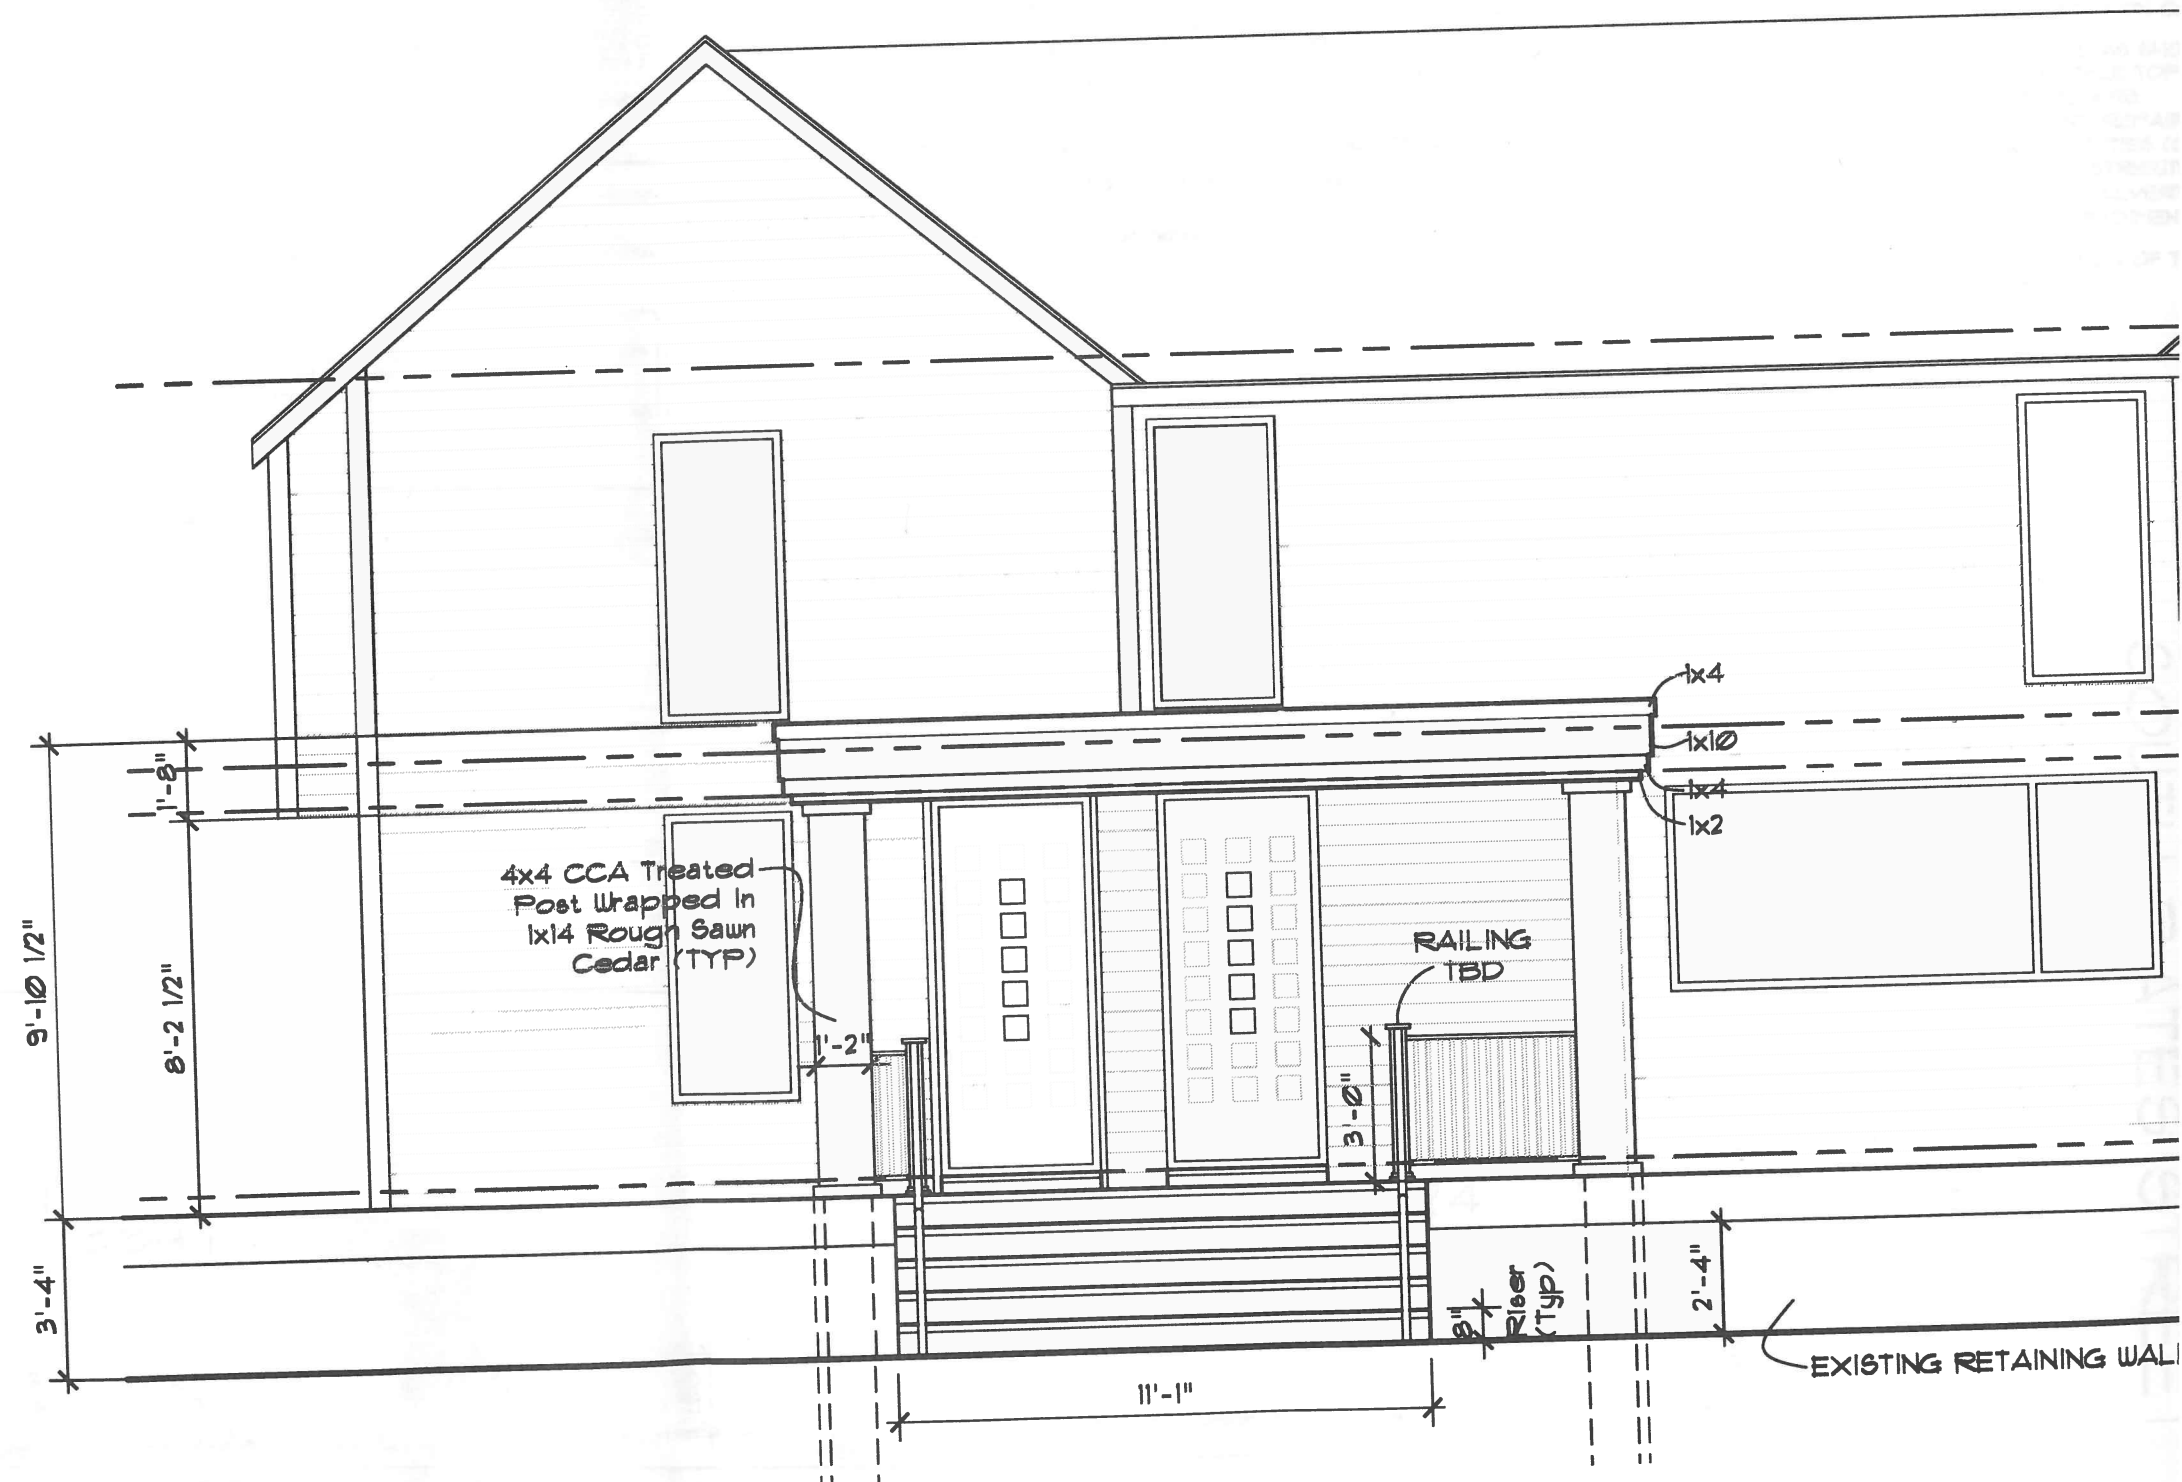 1x4
1x10
1x4
1x2
1'-8"
4x4 CCA Treated
Post Wrapped In
1x14 Rough Sawn
Cedar (TYP)
RAILING
TBD
9'-10 1/2"
8'-2 1/2"
1'-2"
3'-0"
3'-4"
8"
Riser
(Typ)
2'-4"
EXISTING RETAINING WAL
11'-1"